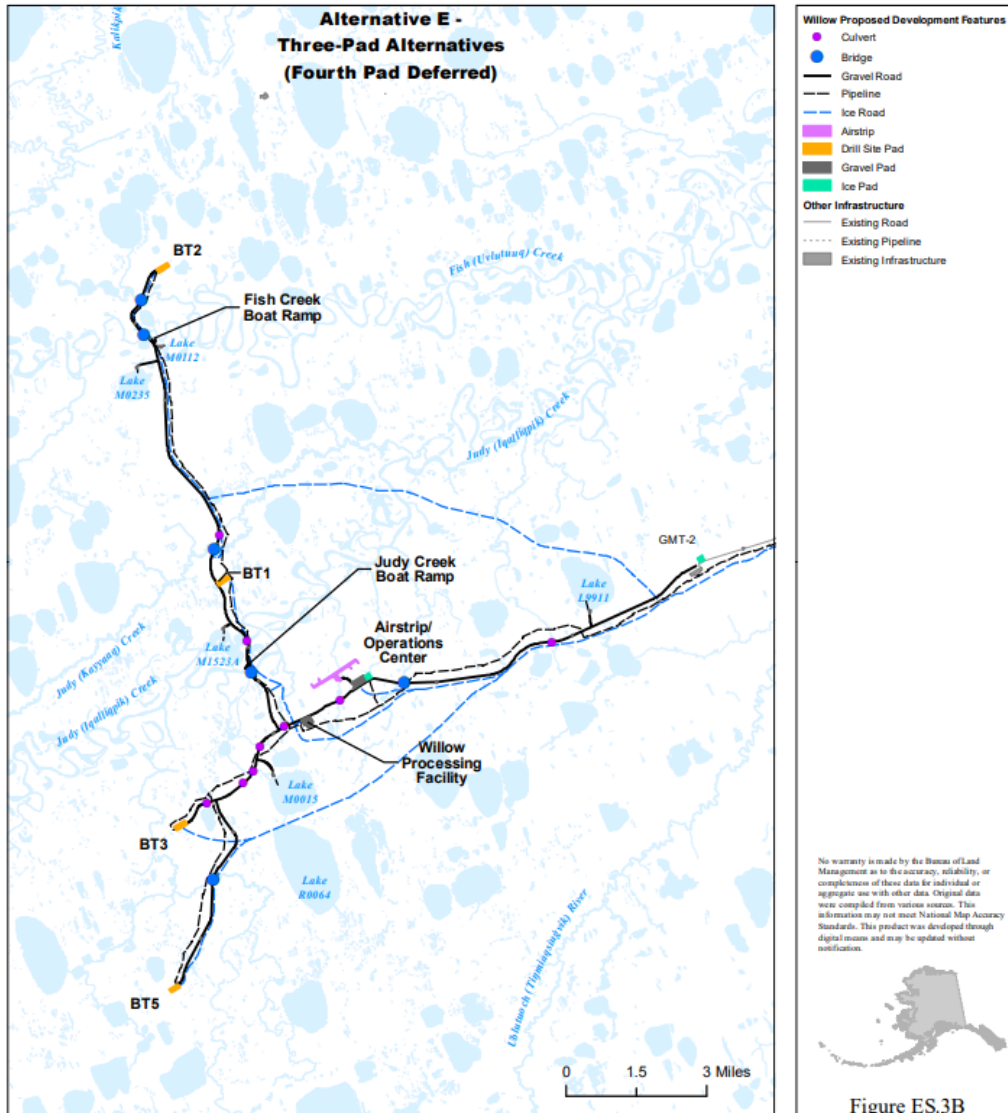 Alternative E -
Three-Pad Alternatives
(Fourth Pad Deferred)
BT2
Fish (Uvlutuuq) Creek
Fish Creek
Boat Ramp
Lake
M0112
Lake
M0235
Judy (Iqalliqpik) Creek
GMT-2
Judy Creek
Boat Ramp
BT1
Lake
L9911
Airstrip/
Operations
Center
Lake
M1523A
Judy (Kayyaaq) Creek
Judy (Iqalliqpik) Creek
Willow
Processing
Facility
Lake
M0015
BT3
Lake
R0064
BT5
0 1.5 3 Miles
Willow Proposed Development Features
Culvert
Bridge
Gravel Road
Pipeline
Ice Road
Airstrip
Drill Site Pad
Gravel Pad
Ice Pad
Other Infrastructure
Existing Road
Existing Pipeline
Existing Infrastructure
No warranty is made by the Bureau of Land
Management as to the accuracy, reliability, or
completeness of these data for individual or
aggregate use with other data. Original data
were compiled from various sources. This
information may not meet National Map Accuracy
Standards. This product was developed through
digital means and may be updated without
notification.
Figure ES.3B